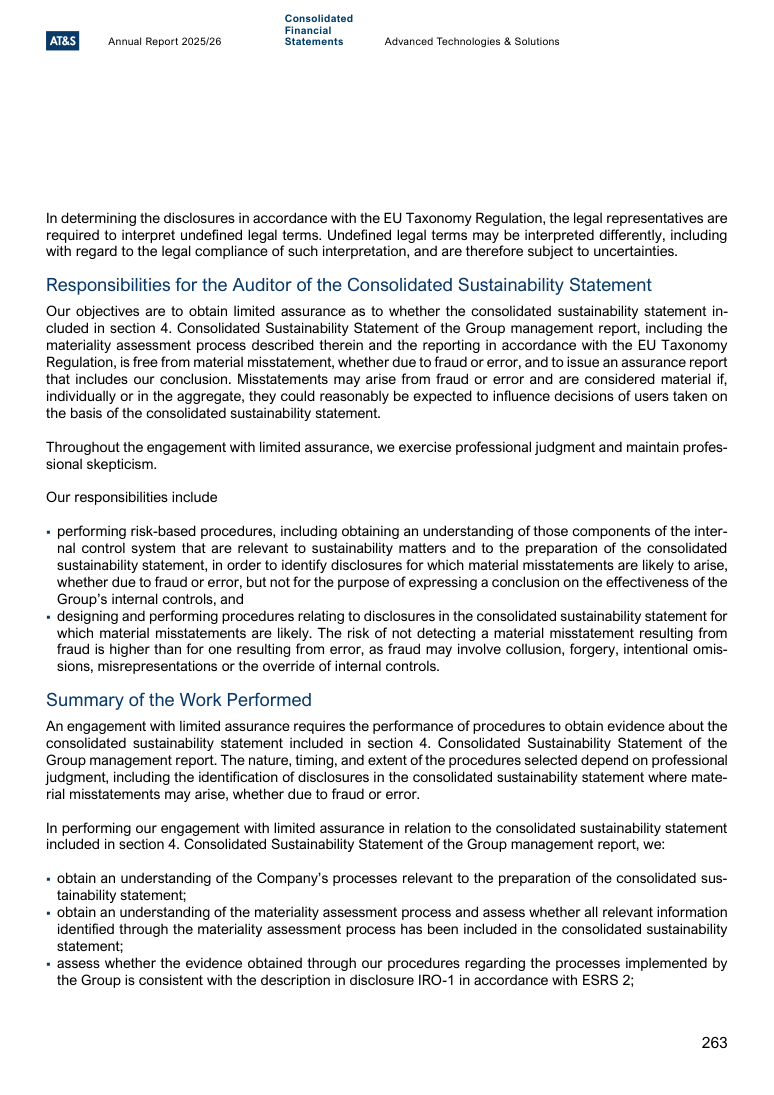 Consolidated
Financial
Statements
AT&S
Annual Report 2025/26
Advanced Technologies & Solutions
In determining the disclosures in accordance with the EU Taxonomy Regulation, the legal representatives are
required to interpret undefined legal terms. Undefined legal terms may be interpreted differently, including
with regard to the legal compliance of such interpretation, and are therefore subject to uncertainties.
Responsibilities for the Auditor of the Consolidated Sustainability Statement
Our objectives are to obtain limited assurance as to whether the consolidated sustainability statement in-
cluded in section 4. Consolidated Sustainability Statement of the Group management report, including the
materiality assessment process described therein and the reporting in accordance with the EU Taxonomy
Regulation, is free from material misstatement, whether due to fraud or error, and to issue an assurance report
that includes our conclusion. Misstatements may arise from fraud or error and are considered material if,
individually or in the aggregate, they could reasonably be expected to influence decisions of users taken on
the basis of the consolidated sustainability statement.
Throughout the engagement with limited assurance, we exercise professional judgment and maintain profes-
sional skepticism.
Our responsibilities include
▪ performing risk-based procedures, including obtaining an understanding of those components of the inter-
nal control system that are relevant to sustainability matters and to the preparation of the consolidated
sustainability statement, in order to identify disclosures for which material misstatements are likely to arise,
whether due to fraud or error, but not for the purpose of expressing a conclusion on the effectiveness of the
Group's internal controls, and
▪ designing and performing procedures relating to disclosures in the consolidated sustainability statement for
which material misstatements are likely. The risk of not detecting a material misstatement resulting from
fraud is higher than for one resulting from error, as fraud may involve collusion, forgery, intentional omis-
sions, misrepresentations or the override of internal controls.
Summary of the Work Performed
An engagement with limited assurance requires the performance of procedures to obtain evidence about the
consolidated sustainability statement included in section 4. Consolidated Sustainability Statement of the
Group management report. The nature, timing, and extent of the procedures selected depend on professional
judgment, including the identification of disclosures in the consolidated sustainability statement where mate-
rial misstatements may arise, whether due to fraud or error.
In performing our engagement with limited assurance in relation to the consolidated sustainability statement
included in section 4. Consolidated Sustainability Statement of the Group management report, we:
▪ obtain an understanding of the Company's processes relevant to the preparation of the consolidated sus-
tainability statement;
▪ obtain an understanding of the materiality assessment process and assess whether all relevant information
identified through the materiality assessment process has been included in the consolidated sustainability
statement;
▪ assess whether the evidence obtained through our procedures regarding the processes implemented by
the Group is consistent with the description in disclosure IRO-1 in accordance with ESRS 2;
263